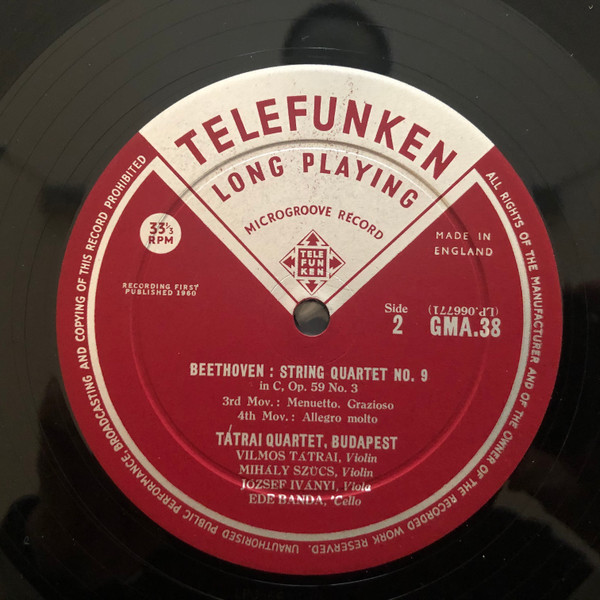 TELEFUNKEN
LONG PLAYING
MICROGROOVE RECORD
TELE
FUN
KEN
33⅓
RPM
MADE IN
ENGLAND
RECORDING FIRST
PUBLISHED 1960
Side
2
(LP.066771)
GMA.38
BEETHOVEN : STRING QUARTET NO. 9
in C, Op. 59 No. 3
3rd Mov.: Menuetto. Grazioso
4th Mov.: Allegro molto
TÁTRAI QUARTET, BUDAPEST
VILMOS TÁTRAI, Violin
MIHÁLY SZŰCS, Violin
JÓZSEF IVÁNYI, Viola
EDE BANDA, 'Cello
ALL RIGHTS OF THE MANUFACTURER AND OF THE OWNER OF THE RECORDED WORK RESERVED. UNAUTHORISED PUBLIC PERFORMANCE, BROADCASTING AND COPYING OF THIS RECORD PROHIBITED